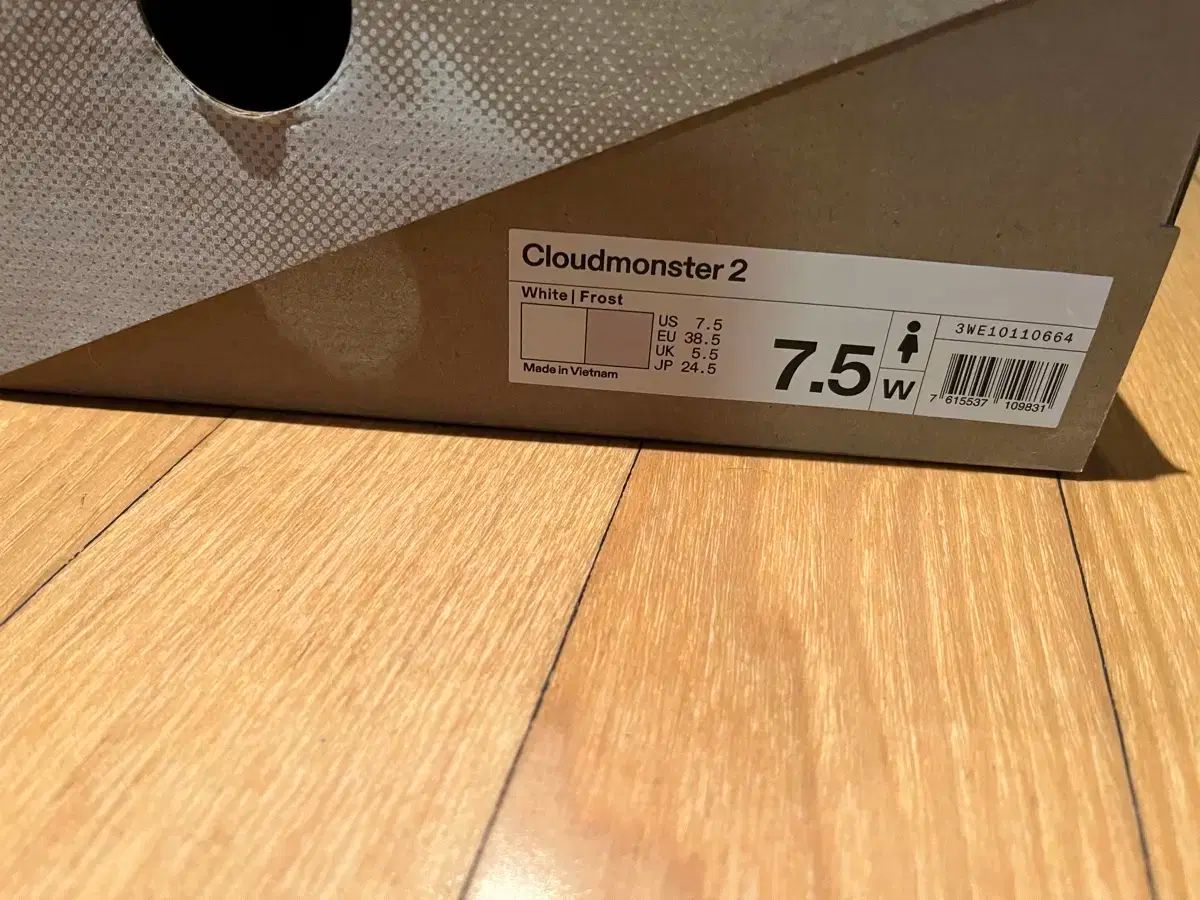 Cloudmonster 2
White | Frost
US 7.5
EU 38.5
UK 5.5
JP 24.5
Made in Vietnam
7.5
W
3WE10110664
7 615537 109831